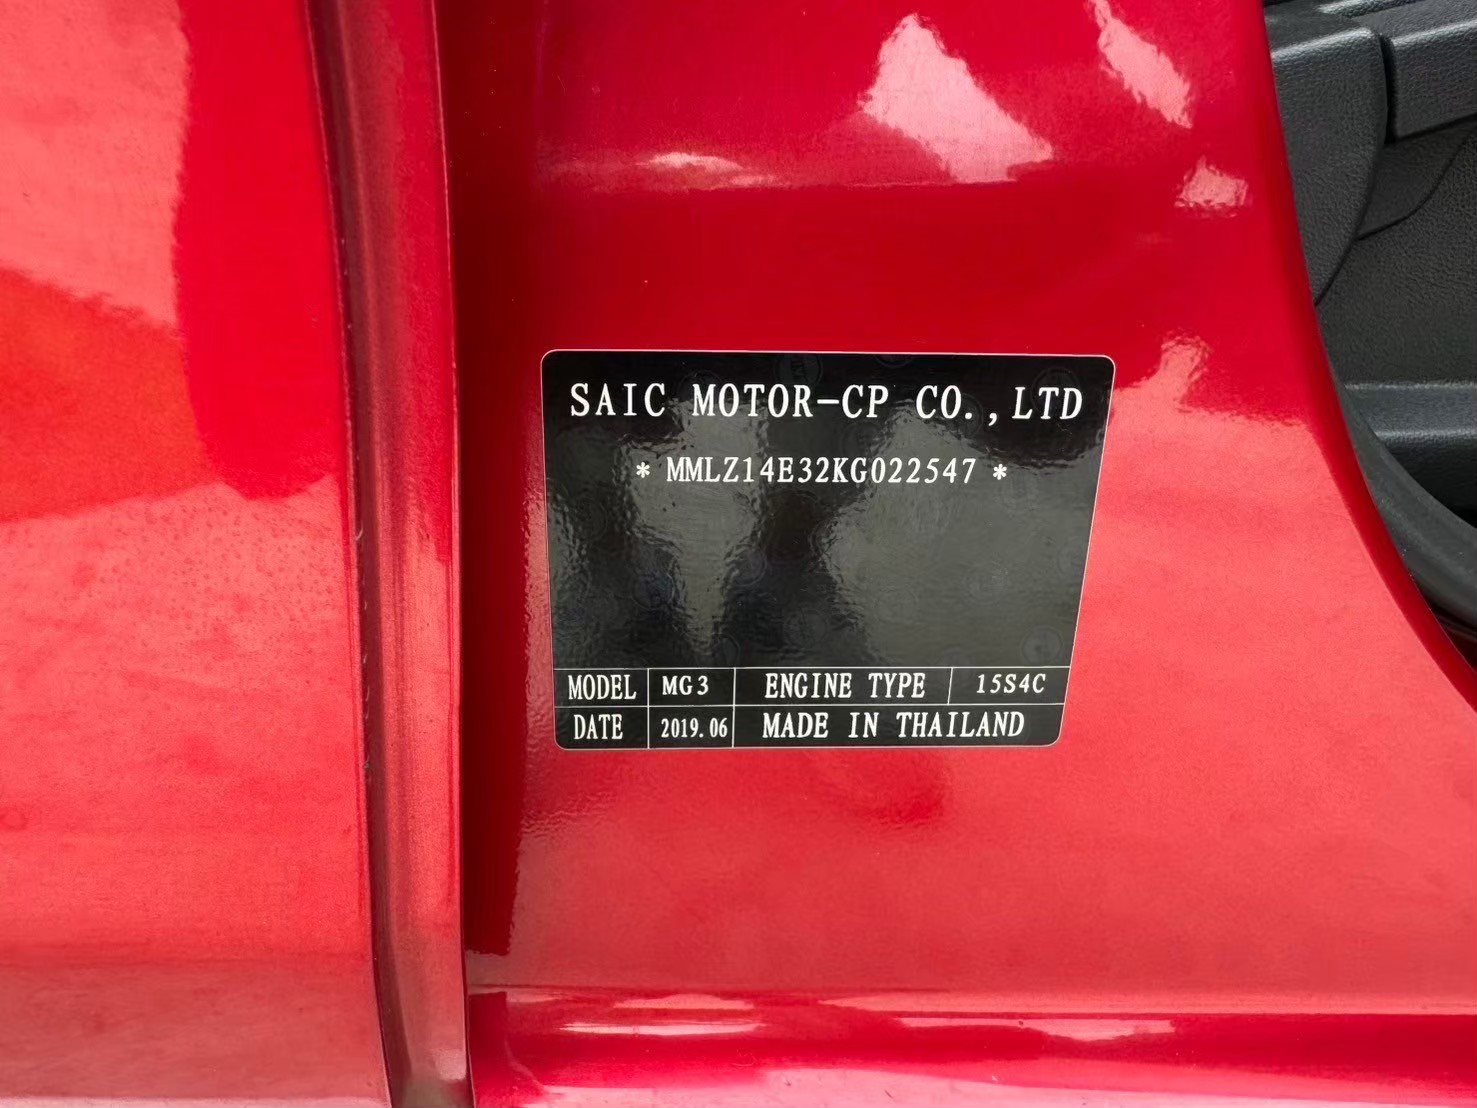 SAIC MOTOR-CP CO.,LTD
* MMLZ14E32KG022547 *
MODEL MG3 ENGINE TYPE 15S4C
DATE 2019.06 MADE IN THAILAND